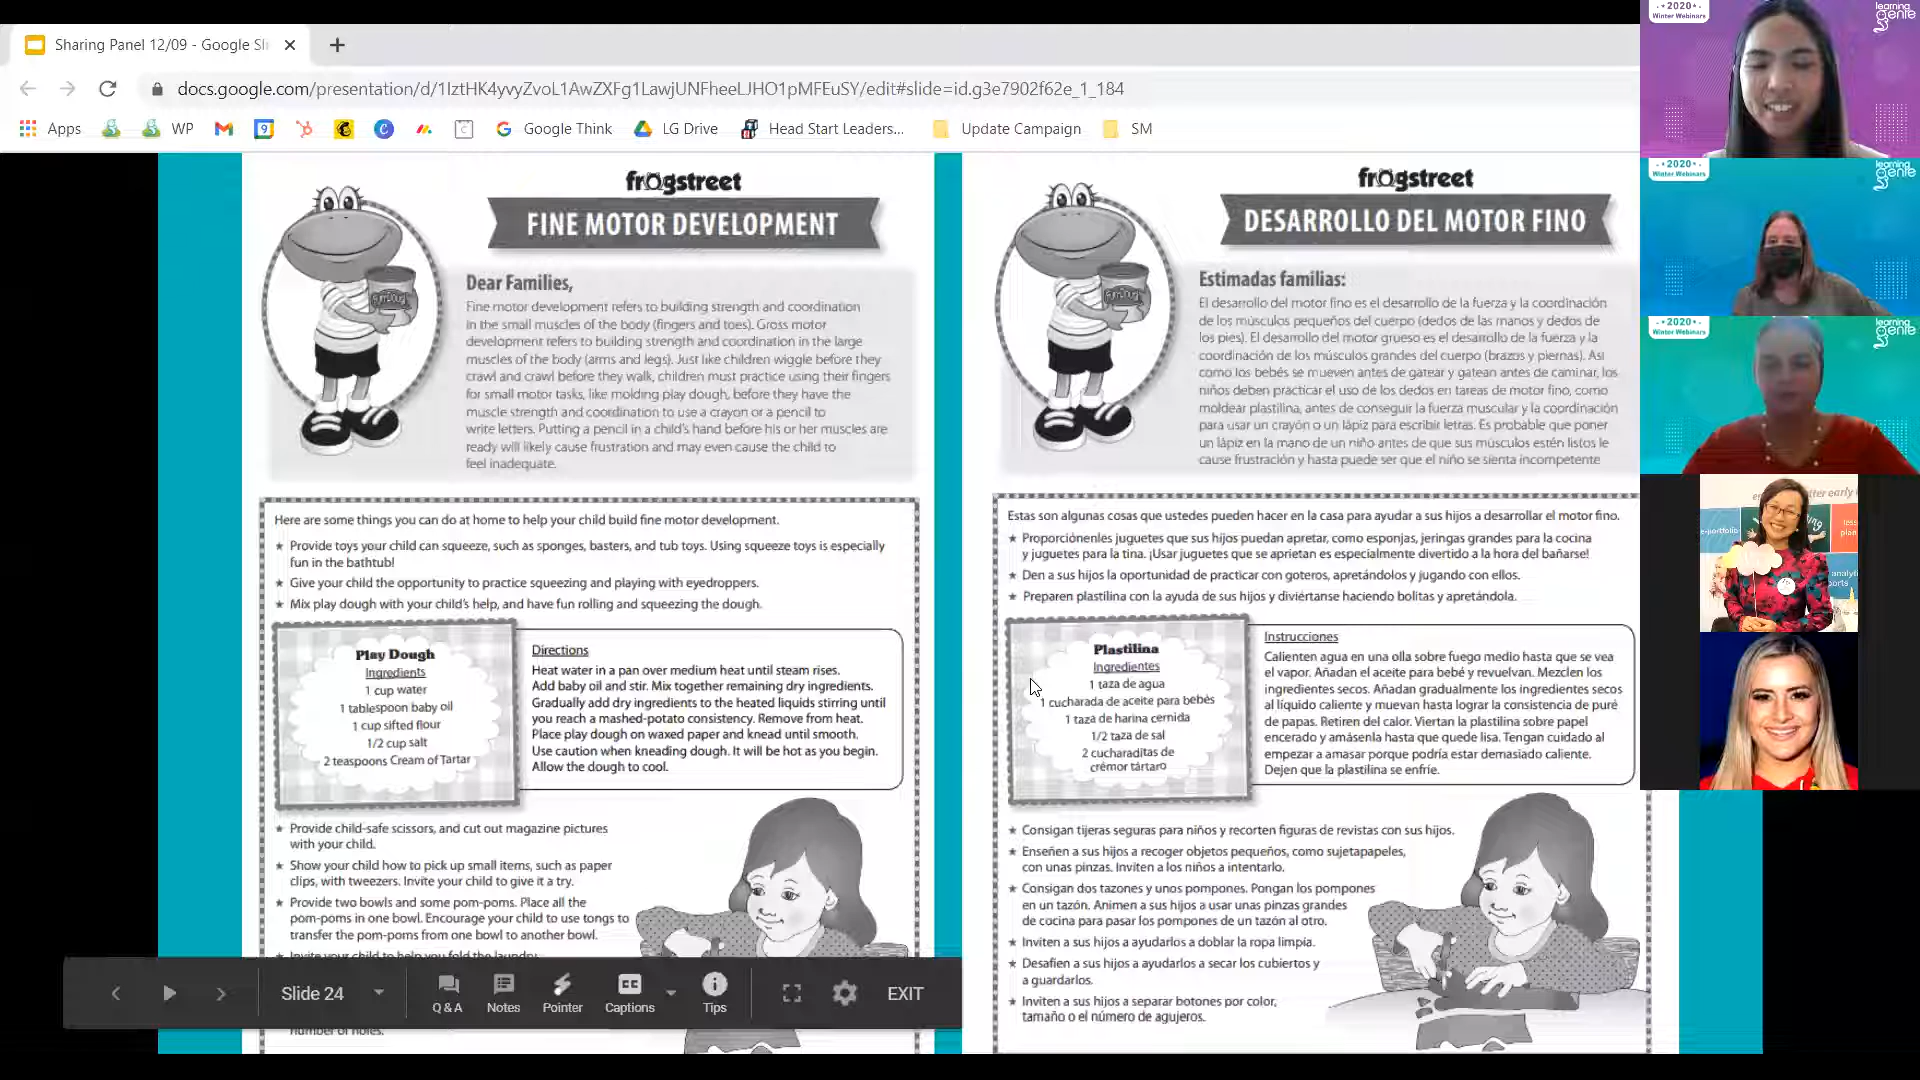 Sharing Panel 12/09 - Google Sl
docs.google.com/presentation/d/1IztHK4yvyZvoL1AwZXFg1LawjUNFheeLJHO1pMFEuSY/edit#slide=id.g3e7902f62e_1_184
Apps
WP
Google Think
LG Drive
Head Start Leaders...
Update Campaign
SM
frogstreet
FINE MOTOR DEVELOPMENT
Dear Families,
Fine motor development refers to building strength and coordination
in the small muscles of the body (fingers and toes). Gross motor
development refers to building strength and coordination in the large
muscles of the body (arms and legs). Just like children wiggle before they
crawl and crawl before they walk, children must practice using their fingers
for small motor tasks, like molding play dough, before they have the
muscle strength and coordination to use a crayon or a pencil to
write letters. Putting a pencil in a child's hand before his or her muscles are
ready will likely cause frustration and may even cause the child to
feel inadequate.
Here are some things you can do at home to help your child build fine motor development.
★ Provide toys your child can squeeze, such as sponges, basters, and tub toys. Using squeeze toys is especially
fun in the bathtub!
★ Give your child the opportunity to practice squeezing and playing with eyedroppers.
★ Mix play dough with your child's help, and have fun rolling and squeezing the dough.
Play Dough
Ingredients
1 cup water
1 tablespoon baby oil
1 cup sifted flour
1/2 cup salt
2 teaspoons Cream of Tartar
Directions
Heat water in a pan over medium heat until steam rises.
Add baby oil and stir. Mix together remaining dry ingredients.
Gradually add dry ingredients to the heated liquids stirring until
you reach a mashed-potato consistency. Remove from heat.
Place play dough on waxed paper and knead until smooth.
Use caution when kneading dough. It will be hot as you begin.
Allow the dough to cool.
★ Provide child-safe scissors, and cut out magazine pictures
with your child.
★ Show your child how to pick up small items, such as paper
clips, with tweezers. Invite your child to give it a try.
★ Provide two bowls and some pom-poms. Place all the
pom-poms in one bowl. Encourage your child to use tongs to
transfer the pom-poms from one bowl to another bowl.
★ Invite your child to help you fold the laundry.
number of holes.
frogstreet
DESARROLLO DEL MOTOR FINO
Estimadas familias:
El desarrollo del motor fino es el desarrollo de la fuerza y la coordinación
de los músculos pequeños del cuerpo (dedos de las manos y dedos de
los pies). El desarrollo del motor grueso es el desarrollo de la fuerza y la
coordinación de los músculos grandes del cuerpo (brazos y piernas). Así
como los bebés se mueven antes de gatear y gatean antes de caminar, los
niños deben practicar el uso de los dedos en tareas de motor fino, como
moldear plastilina, antes de conseguir la fuerza muscular y la coordinación
para usar un crayón o un lápiz para escribir letras. Es probable que poner
un lápiz en la mano de un niño antes de que sus músculos estén listos le
cause frustración y hasta puede ser que el niño se sienta incompetente
Estas son algunas cosas que ustedes pueden hacer en la casa para ayudar a sus hijos a desarrollar el motor fino.
★ Proporciónenles juguetes que sus hijos puedan apretar, como esponjas, jeringas grandes para la cocina
y juguetes para la tina. ¡Usar juguetes que se aprietan es especialmente divertido a la hora del bañarse!
★ Den a sus hijos la oportunidad de practicar con goteros, apretándolos y jugando con ellos.
★ Preparen plastilina con la ayuda de sus hijos y diviértanse haciendo bolitas y apretándola.
Plastilina
Ingredientes
1 taza de agua
1 cucharada de aceite para bebés
1 taza de harina cernida
1/2 taza de sal
2 cucharaditas de
crémor tártaro
Instrucciones
Calienten agua en una olla sobre fuego medio hasta que se vea
el vapor. Añadan el aceite para bebé y revuelvan. Mezclen los
ingredientes secos. Añadan gradualmente los ingredientes secos
al líquido caliente y muevan hasta lograr la consistencia de puré
de papas. Retiren del calor. Viertan la plastilina sobre papel
encerado y amásenla hasta que quede lisa. Tengan cuidado al
empezar a amasar porque podría estar demasiado caliente.
Dejen que la plastilina se enfríe.
★ Consigan tijeras seguras para niños y recorten figuras de revistas con sus hijos.
★ Enseñen a sus hijos a recoger objetos pequeños, como sujetapapeles,
con unas pinzas. Inviten a los niños a intentarlo.
★ Consigan dos tazones y unos pompones. Pongan los pompones
en un tazón. Animen a sus hijos a usar unas pinzas grandes
de cocina para pasar los pompones de un tazón al otro.
★ Inviten a sus hijos a ayudarlos a doblar la ropa limpia.
★ Desafíen a sus hijos a ayudarlos a secar los cubiertos y
a guardarlos.
★ Inviten a sus hijos a separar botones por color,
tamaño o el número de agujeros.
Slide 24
Q & A
Notes
Pointer
Captions
Tips
EXIT
2020
Winter Webinars
learning
genie
2020
Winter Webinars
learning
genie
2020
Winter Webinars
learning
genie